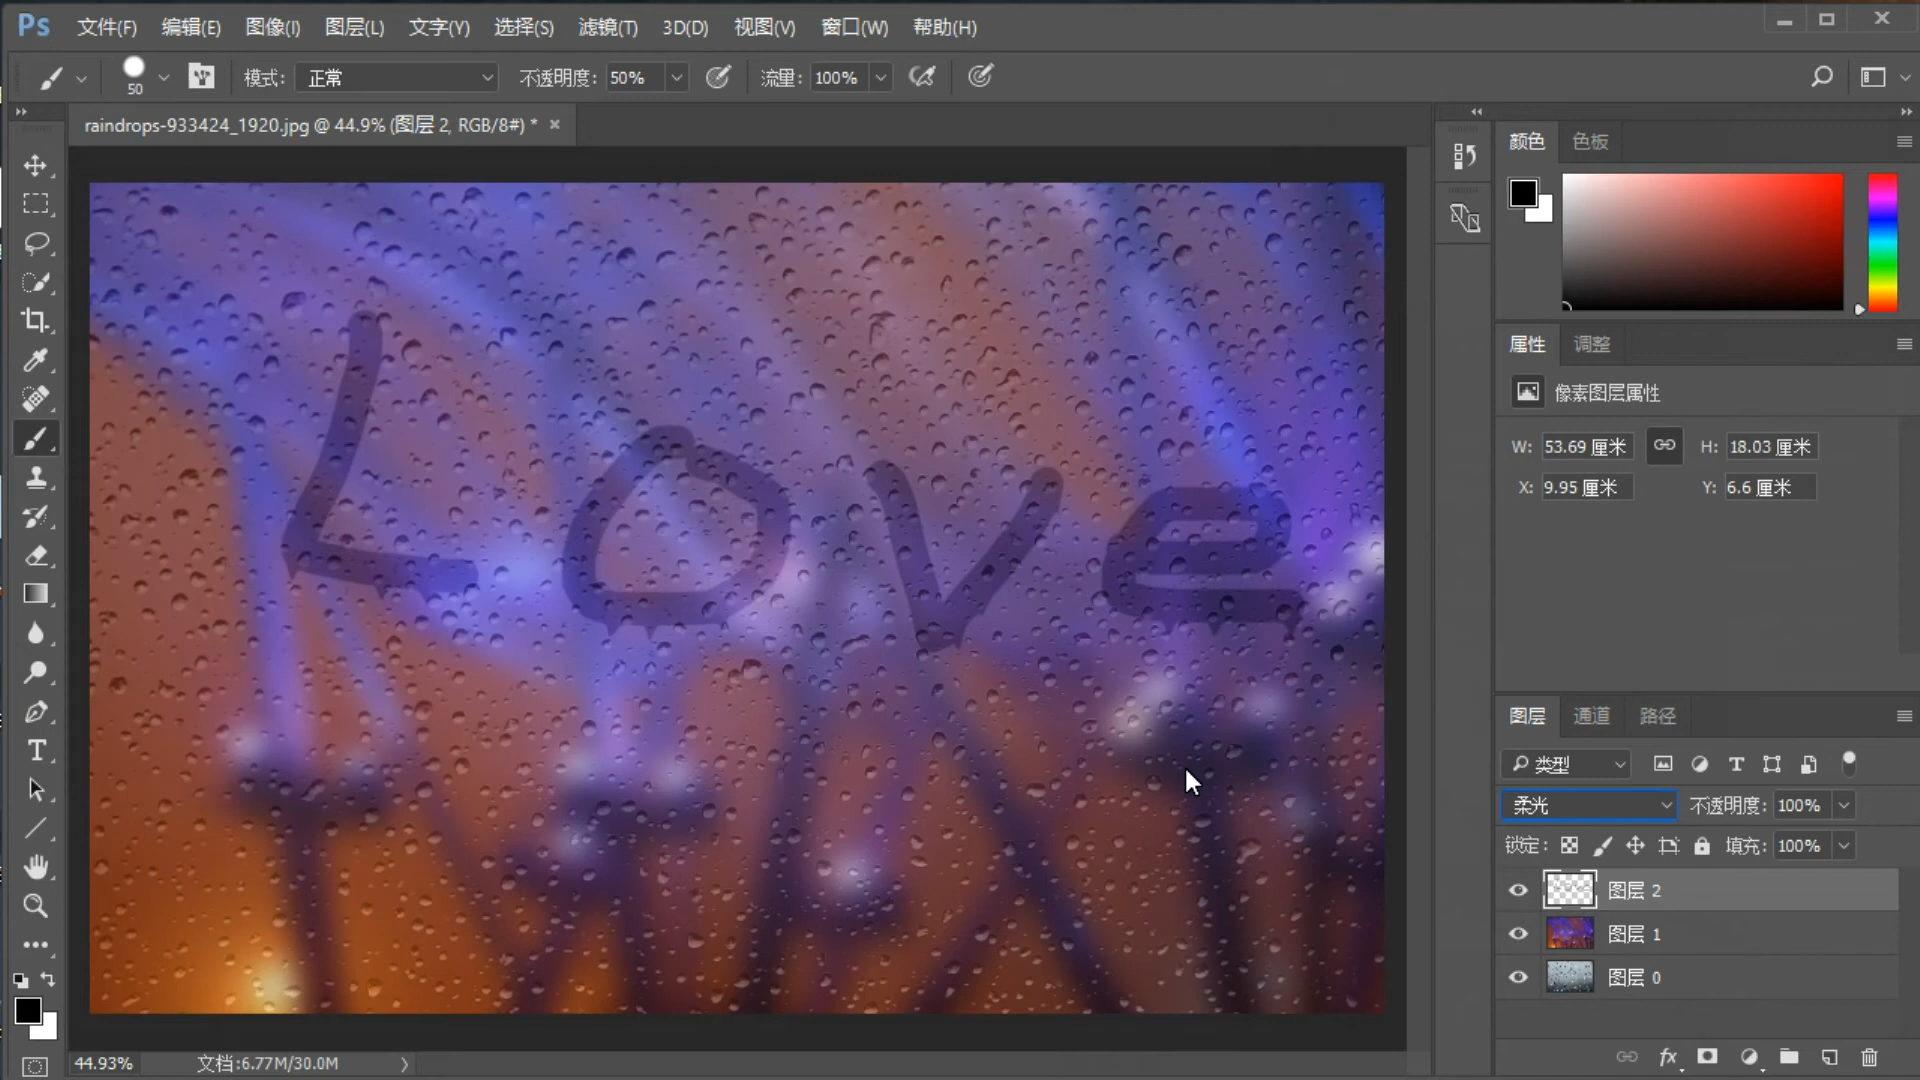 Ps 文件(F) 编辑(E) 图像(I) 图层(L) 文字(Y) 选择(S) 滤镜(T) 3D(D) 视图(V) 窗口(W) 帮助(H)
50 模式: 正常 不透明度: 50% 流量: 100%
raindrops-933424_1920.jpg @ 44.9% (图层 2, RGB/8#) *
Love
颜色 色板
属性 调整
像素图层属性
W: 53.69 厘米 H: 18.03 厘米
X: 9.95 厘米 Y: 6.6 厘米
图层 通道 路径
类型
柔光 不透明度: 100%
锁定: 填充: 100%
图层 2
图层 1
图层 0
fx
44.93% 文档:6.77M/30.0M